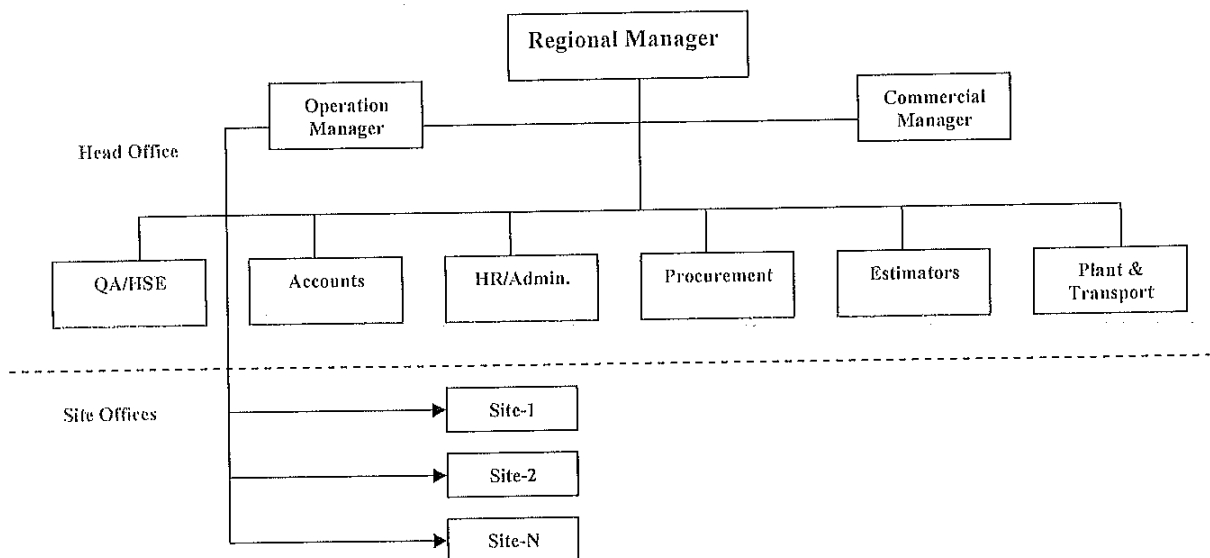 Regional Manager
Operation
Manager
Commercial
Manager
Head Office
QA/HSE
Accounts
HR/Admin.
Procurement
Estimators
Plant &
Transport
Site Offices
Site-1
Site-2
Site-N